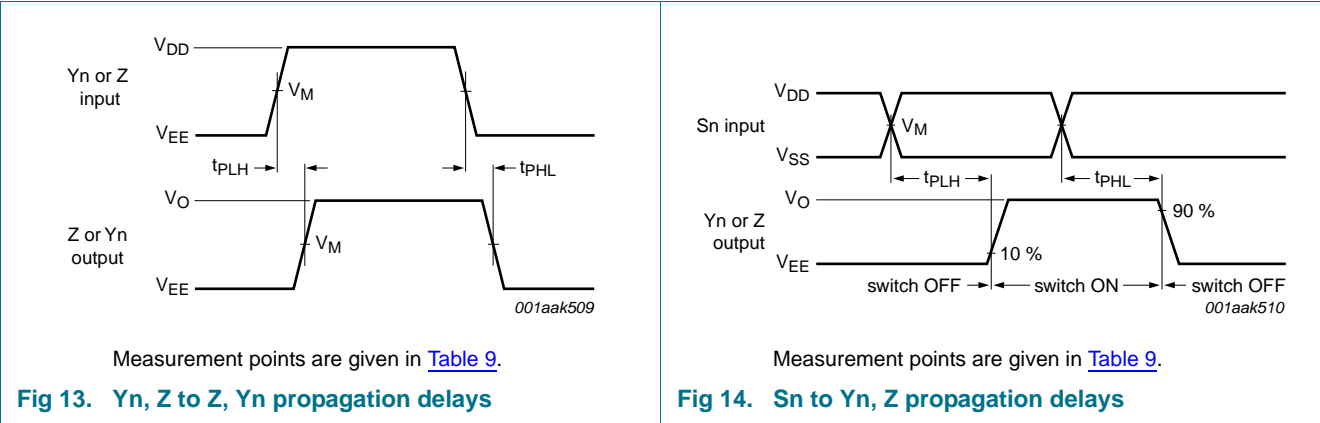 VDD
Yn or Z
input
VM
VEE
tPLH
tPHL
VO
Z or Yn
output
VM
VEE
001aak509
Measurement points are given in Table 9.
Fig 13. Yn, Z to Z, Yn propagation delays
VDD
Sn input
VM
VSS
tPLH
tPHL
VO
Yn or Z
output
90 %
10 %
VEE
switch OFF
switch ON
switch OFF
001aak510
Measurement points are given in Table 9.
Fig 14. Sn to Yn, Z propagation delays